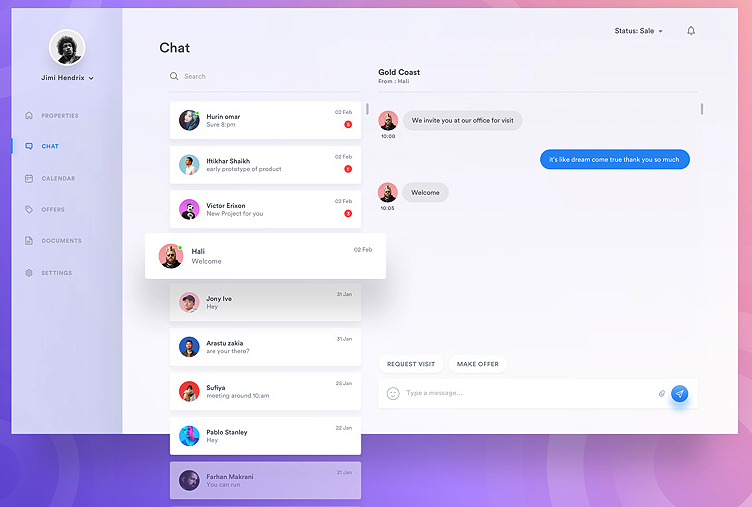 Status: Sale
Chat
Jimi Hendrix
PROPERTIES
CHAT
CALENDAR
OFFERS
DOCUMENTS
SETTINGS
Search
Hurin omar
02 Feb
Sure 8:pm
Iftikhar Shaikh
02 Feb
early prototype of product
1
Victor Erixon
02 Feb
New Project for you
3
Hali
02 Feb
Welcome
Jony Ive
31 Jan
Hey
Arastu zakia
31 Jan
are your there?
Sufiya
25 Jan
meeting around 10:am
Pablo Stanley
22 Jan
Hey
Farhan Makrani
21 Jan
You can run
Gold Coast
From : Hali
We invite you at our office for visit
10:00
it's like dream come true thank you so much
Welcome
10:05
REQUEST VISIT
MAKE OFFER
Type a message...